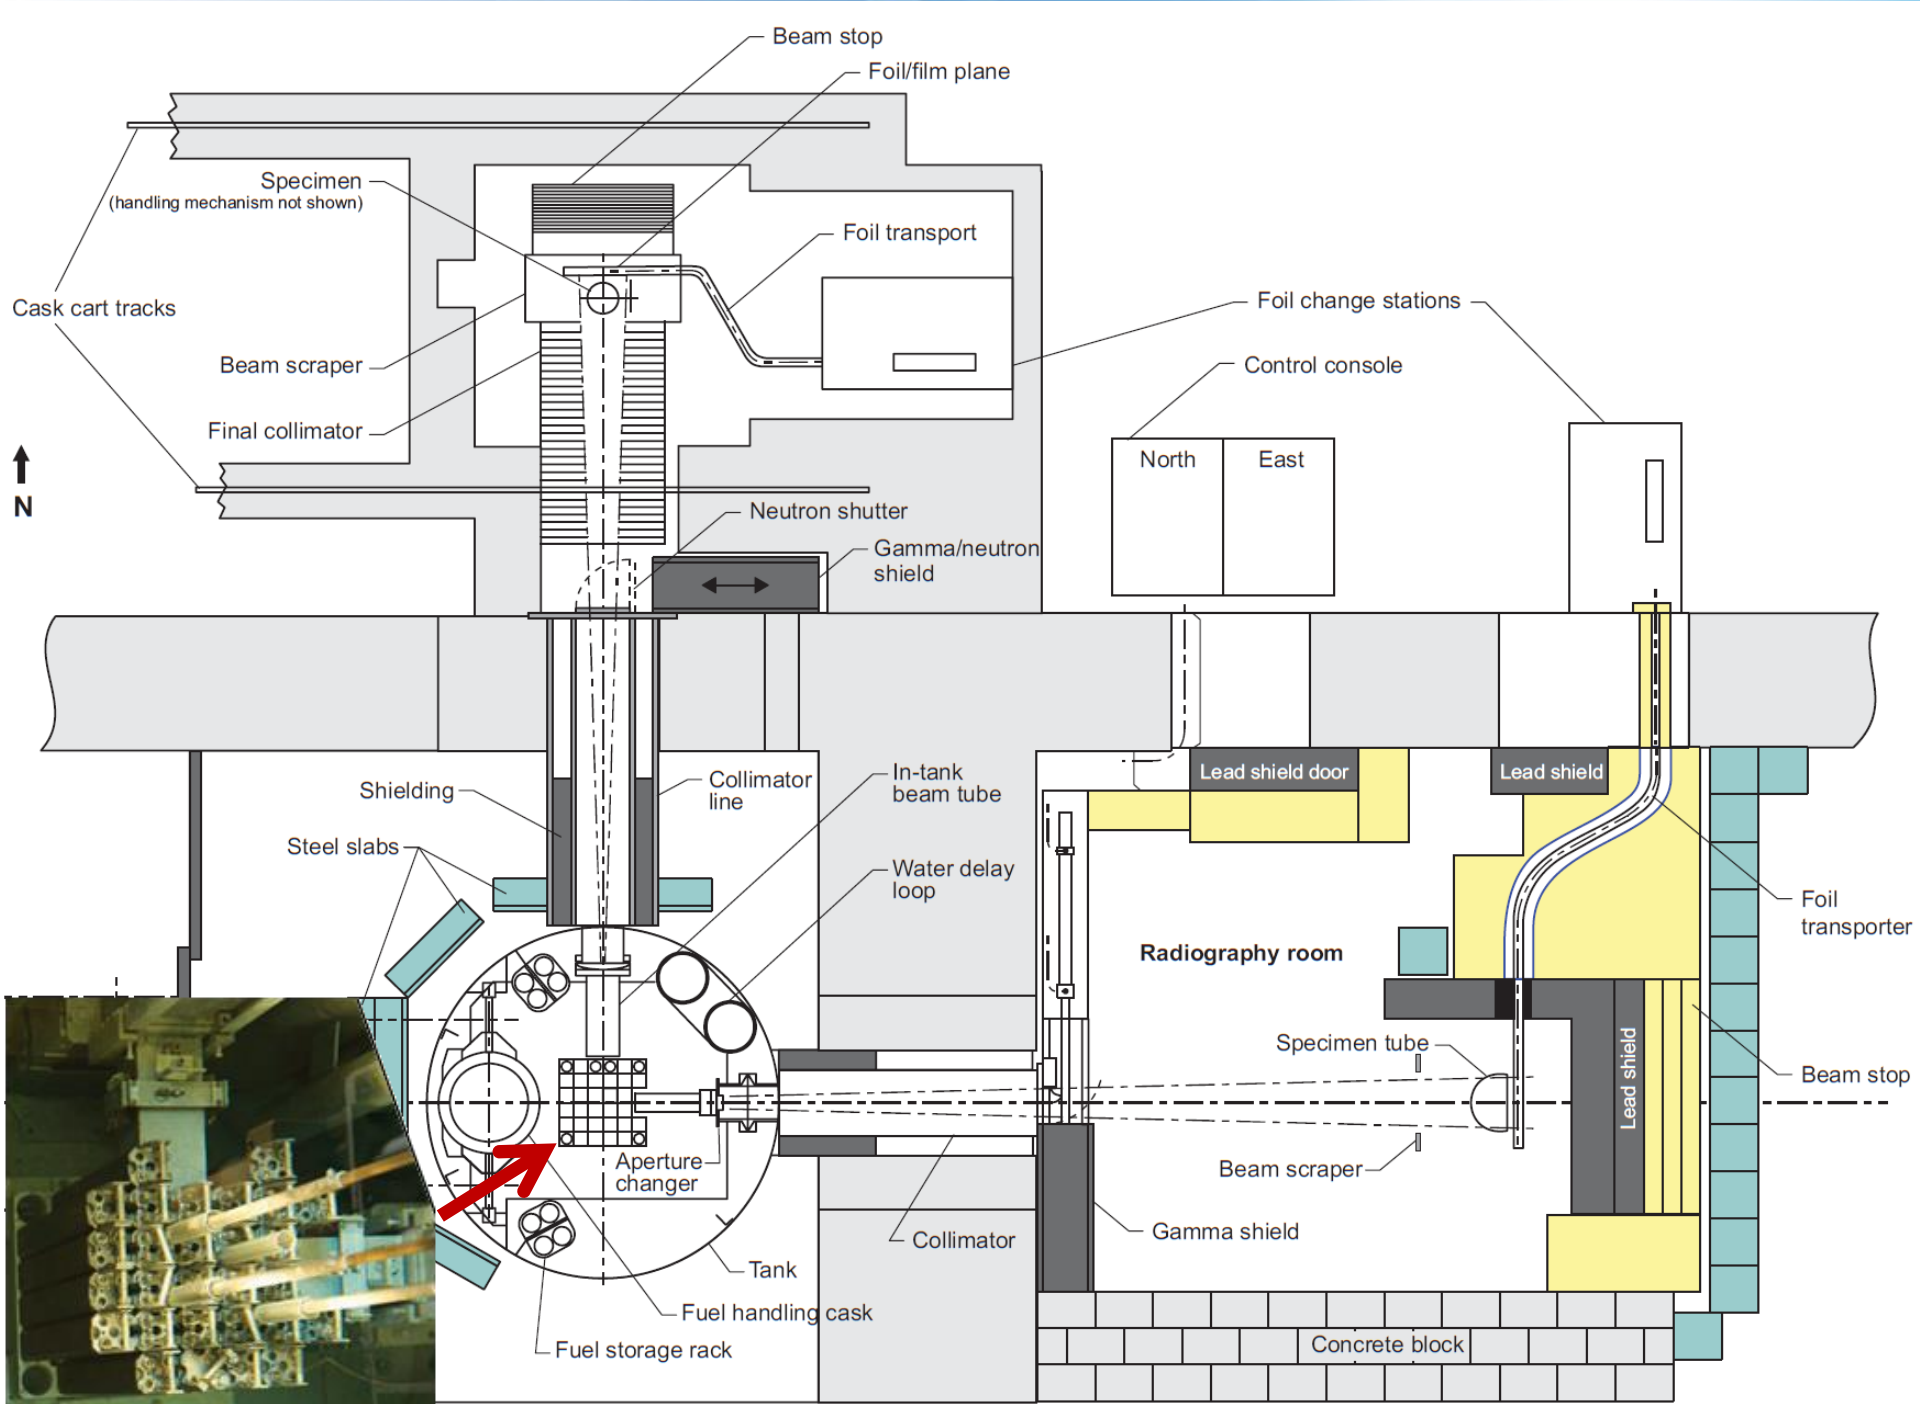 Beam stop
Foil/film plane
Specimen
(handling mechanism not shown)
Foil transport
Cask cart tracks
Foil change stations
Beam scraper
Control console
Final collimator
North
East
N
Neutron shutter
Gamma/neutron
shield
Shielding
Collimator
line
In-tank
beam tube
Lead shield door
Lead shield
Steel slabs
Water delay
loop
Foil
transporter
Radiography room
Specimen tube
Lead shield
Beam stop
Aperture
changer
Beam scraper
Gamma shield
Collimator
Tank
Fuel handling cask
Fuel storage rack
Concrete block